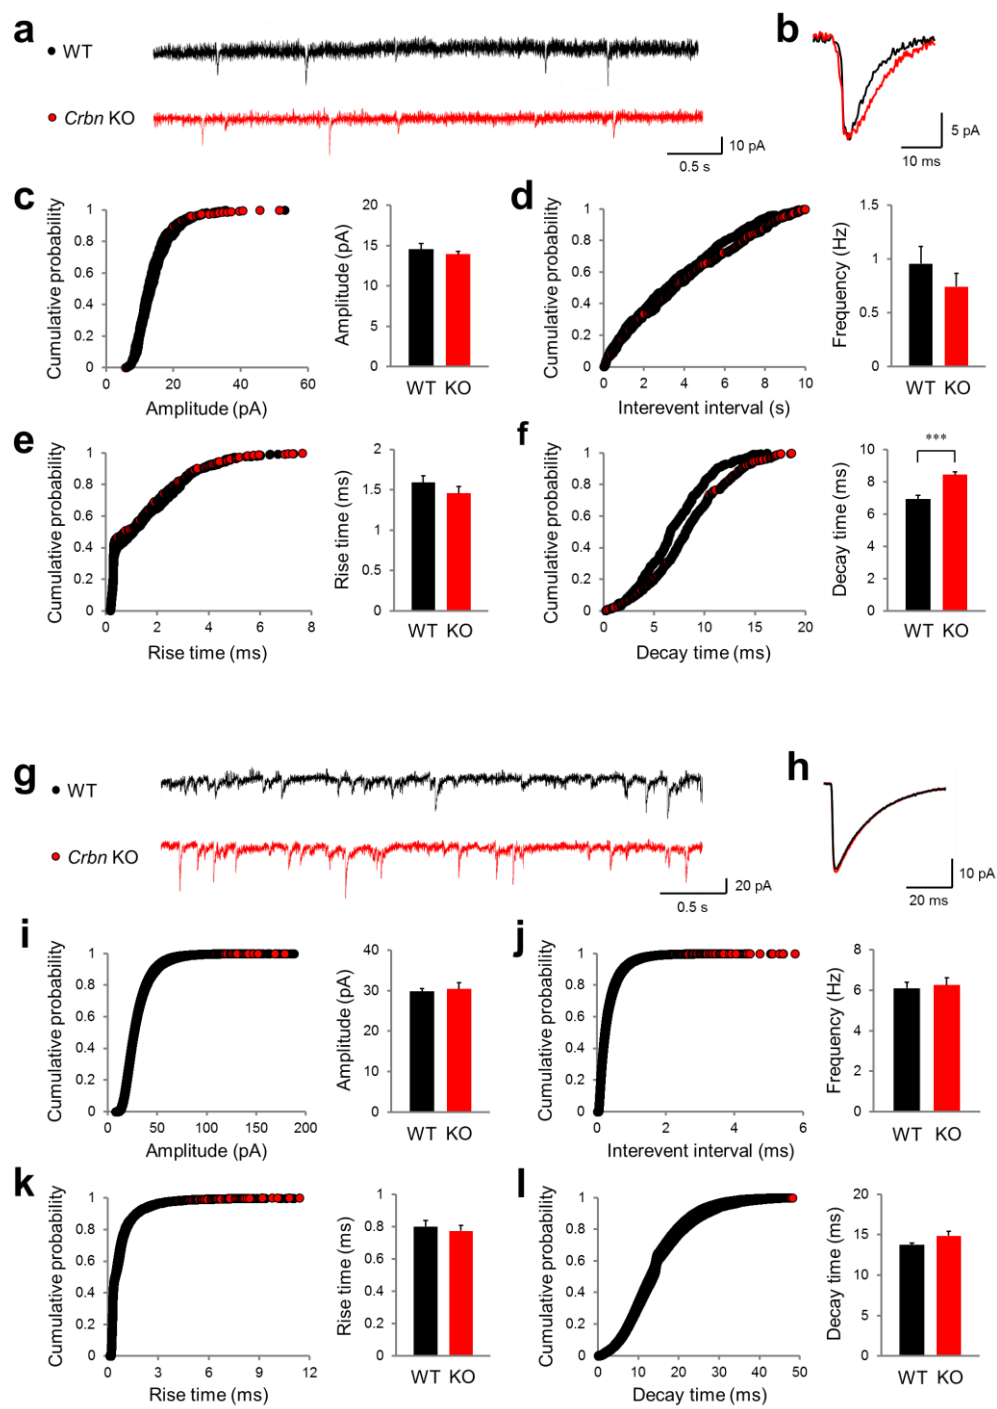 a
WT
Crbn KO
10 pA
0.5 s
b
5 pA
10 ms
c
Cumulative probability
1
0.8
0.6
0.4
0.2
0
0 20 40 60
Amplitude (pA)
Amplitude (pA)
20
15
10
5
0
WT KO
d
Cumulative probability
1
0.8
0.6
0.4
0.2
0
0 2 4 6 8 10
Interevent interval (s)
Frequency (Hz)
1.5
1
0.5
0
WT KO
e
Cumulative probability
1
0.8
0.6
0.4
0.2
0
0 2 4 6 8
Rise time (ms)
Rise time (ms)
2
1.5
1
0.5
0
WT KO
f
Cumulative probability
1
0.8
0.6
0.4
0.2
0
0 5 10 15 20
Decay time (ms)
Decay time (ms)
10
8
6
4
2
0
***
WT KO
g
WT
Crbn KO
20 pA
0.5 s
h
10 pA
20 ms
i
Cumulative probability
1
0.8
0.6
0.4
0.2
0
0 50 100 150 200
Amplitude (pA)
Amplitude (pA)
40
30
20
10
0
WT KO
j
Cumulative probability
1
0.8
0.6
0.4
0.2
0
0 2 4 6
Interevent interval (ms)
Frequency (Hz)
8
6
4
2
0
WT KO
k
Cumulative probability
1
0.8
0.6
0.4
0.2
0
0 3 6 9 12
Rise time (ms)
Rise time (ms)
1
0.8
0.6
0.4
0.2
0
WT KO
l
Cumulative probability
1
0.8
0.6
0.4
0.2
0
0 10 20 30 40 50
Decay time (ms)
Decay time (ms)
20
15
10
5
0
WT KO